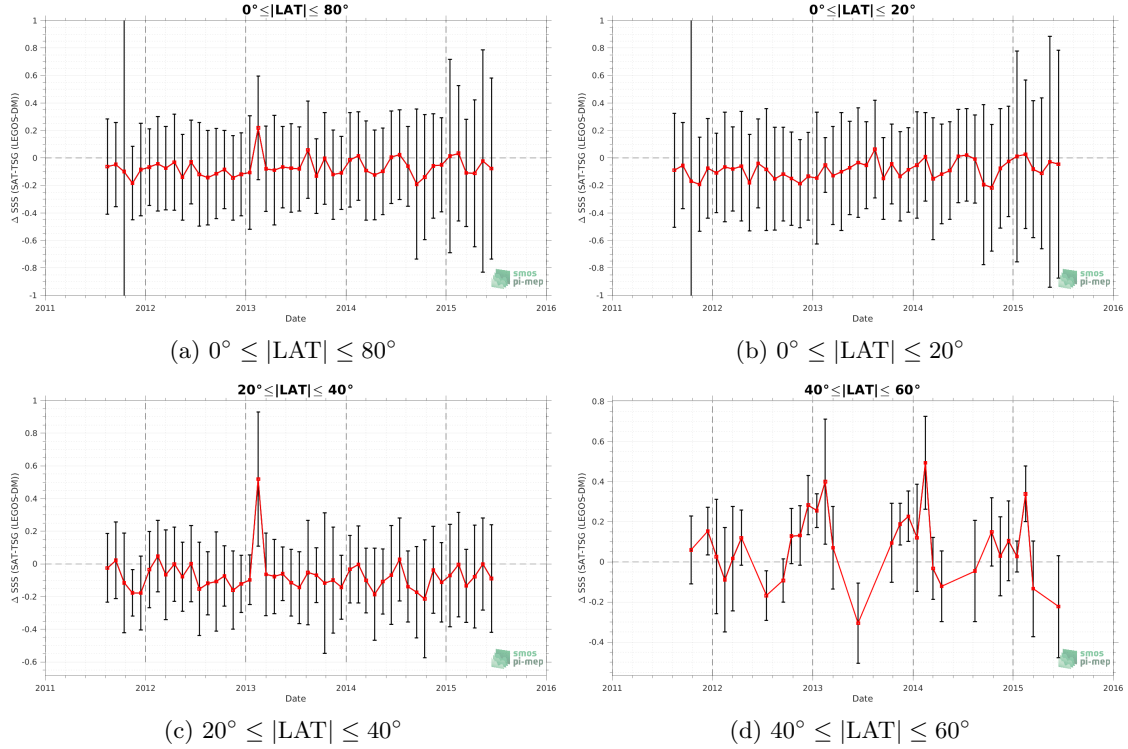 0°≤|LAT|≤ 80°
1
0.8
0.6
0.4
0.2
0
-0.2
-0.4
-0.6
-0.8
-1
Δ SSS (SAT-TSG (LEGOS-DM))
2011 2012 2013 2014 2015 2016
Date
smos
pi-mep
(a) 0° ≤ |LAT| ≤ 80°
0°≤|LAT|≤ 20°
1
0.8
0.6
0.4
0.2
0
-0.2
-0.4
-0.6
-0.8
-1
Δ SSS (SAT-TSG (LEGOS-DM))
2011 2012 2013 2014 2015 2016
Date
smos
pi-mep
(b) 0° ≤ |LAT| ≤ 20°
20°≤|LAT|≤ 40°
1
0.8
0.6
0.4
0.2
0
-0.2
-0.4
-0.6
Δ SSS (SAT-TSG (LEGOS-DM))
2011 2012 2013 2014 2015 2016
Date
smos
pi-mep
(c) 20° ≤ |LAT| ≤ 40°
40°≤|LAT|≤ 60°
0.8
0.6
0.4
0.2
0
-0.2
-0.4
Δ SSS (SAT-TSG (LEGOS-DM))
2011 2012 2013 2014 2015 2016
Date
smos
pi-mep
(d) 40° ≤ |LAT| ≤ 60°